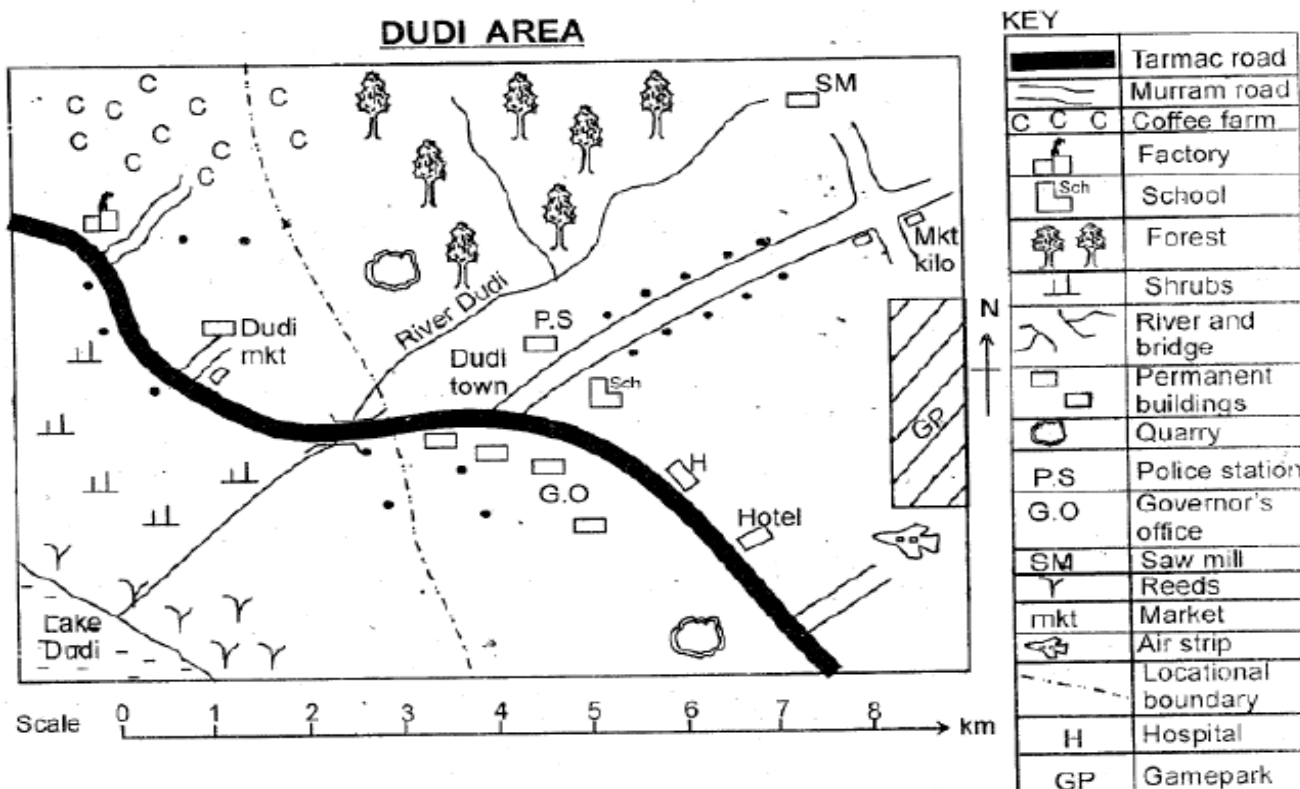 DUDI AREA
C C C
C C
C C C
C C
SM
Mkt
kilo
River Dudi
P.S
Dudi
mkt
Dudi
town
Sch
N
GP
H
G.O
Hotel
Lake
Dudi
Scale 0 1 2 3 4 5 6 7 8 km
KEY
Tarmac road
Murram road
C C C Coffee farm
Factory
Sch School
Forest
Shrubs
River and
bridge
Permanent
buildings
Quarry
P.S Police station
G.O Governor's
office
SM Saw mill
Reeds
mkt Market
Air strip
Locational
boundary
H Hospital
GP Gamepark